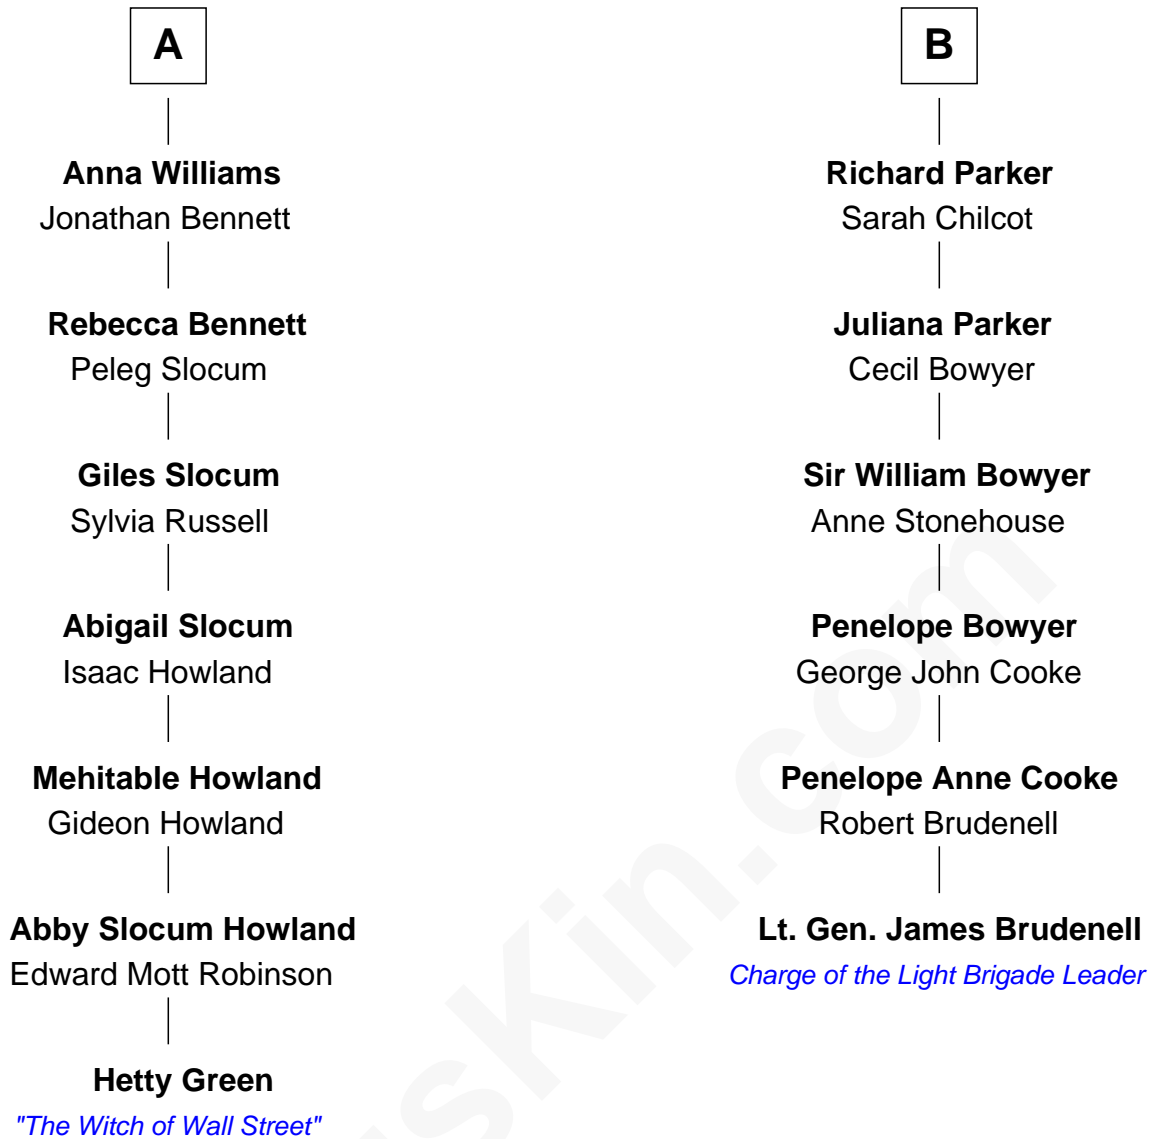 A
Anna Williams
Jonathan Bennett
Rebecca Bennett
Peleg Slocum
Giles Slocum
Sylvia Russell
Abigail Slocum
Isaac Howland
Mehitable Howland
Gideon Howland
Abby Slocum Howland
Edward Mott Robinson
Hetty Green
"The Witch of Wall Street"
B
Richard Parker
Sarah Chilcot
Juliana Parker
Cecil Bowyer
Sir William Bowyer
Anne Stonehouse
Penelope Bowyer
George John Cooke
Penelope Anne Cooke
Robert Brudenell
Lt. Gen. James Brudenell
Charge of the Light Brigade Leader
sKin.com